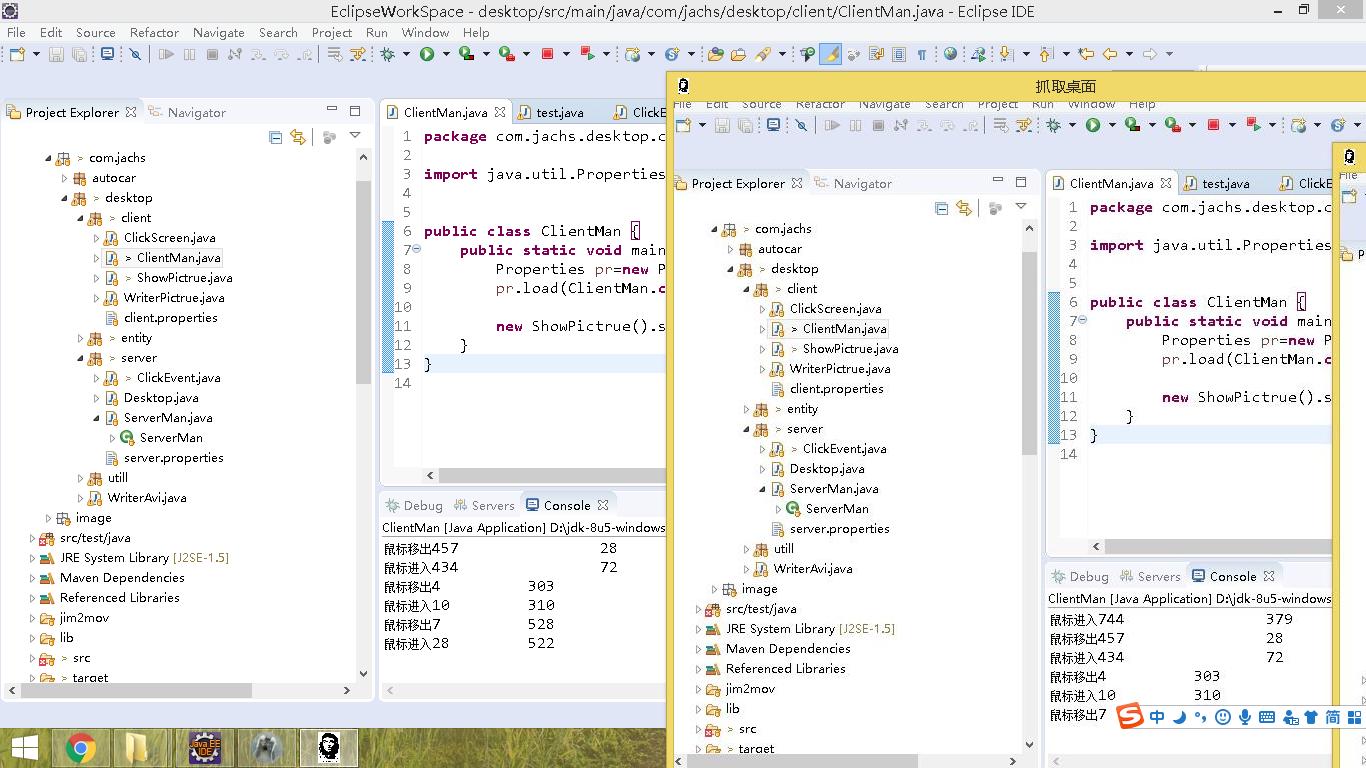 EclipseWorkSpace - desktop/src/main/java/com/jachs/desktop/client/ClientMan.java - Eclipse IDE
File Edit Source Refactor Navigate Search Project Run Window Help
Project Explorer Navigator
com.jachs
autocar
> desktop
> client
ClickScreen.java
> ClientMan.java
> ShowPictrue.java
WriterPictrue.java
client.properties
> entity
> server
> ClickEvent.java
Desktop.java
ServerMan.java
ServerMan
server.properties
utill
WriterAvi.java
image
src/test/java
JRE System Library [J2SE-1.5]
Maven Dependencies
Referenced Libraries
jim2mov
lib
> src
> target
ClientMan.java test.java ClickE
1 package com.jachs.desktop.c
2
3 import java.util.Properties
4
5
6 public class ClientMan {
7 public static void main
8 Properties pr=new P
9 pr.load(ClientMan.c
10
11 new ShowPictrue().s
12 }
13 }
14
Debug Servers Console
ClientMan [Java Application] D:\jdk-8u5-windows
鼠标移出457 28
鼠标进入434 72
鼠标移出4 303
鼠标进入10 310
鼠标移出7 528
鼠标进入28 522
Java EE
IDE
抓取桌面
File Edit Source Refactor Navigate Search Project Run Window Help
Project Explorer Navigator
> com.jachs
autocar
> desktop
> client
ClickScreen.java
> ClientMan.java
> ShowPictrue.java
WriterPictrue.java
client.properties
> entity
> server
> ClickEvent.java
Desktop.java
ServerMan.java
ServerMan
server.properties
utill
WriterAvi.java
image
src/test/java
JRE System Library [J2SE-1.5]
Maven Dependencies
Referenced Libraries
jim2mov
lib
> src
> target
ClientMan.java test.java ClickE
1 package com.jachs.desktop.c
2
3 import java.util.Properties
4
5
6 public class ClientMan {
7 public static void main
8 Properties pr=new P
9 pr.load(ClientMan.c
10
11 new ShowPictrue().s
12 }
13 }
14
Debug Servers Console
ClientMan [Java Application] D:\jdk-8u5-windows
鼠标进入744 379
鼠标移出457 28
鼠标进入434 72
鼠标移出4 303
鼠标进入10 310
鼠标移出7
File
P
S 中 简